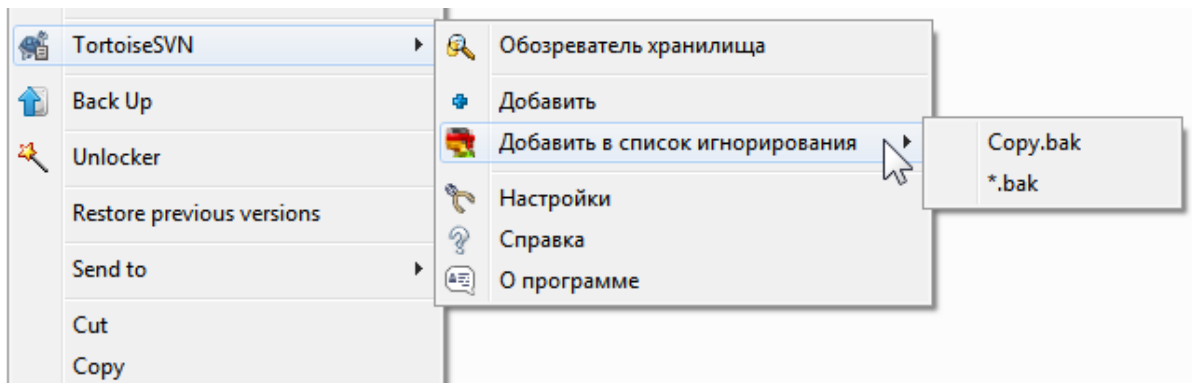 TortoiseSVN
Back Up
Unlocker
Restore previous versions
Send to
Cut
Copy
Обозреватель хранилища
Добавить
Добавить в список игнорирования
Настройки
Справка
О программе
Copy.bak
*.bak